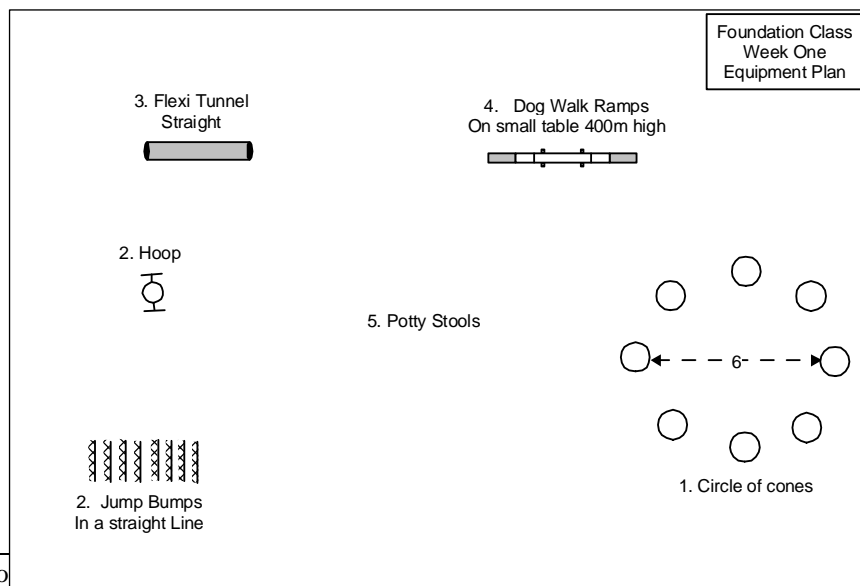 Foundation Class
Week One
Equipment Plan
3. Flexi Tunnel
Straight
4. Dog Walk Ramps
On small table 400m high
2. Hoop
5. Potty Stools
6
1. Circle of cones
2. Jump Bumps
In a straight Line